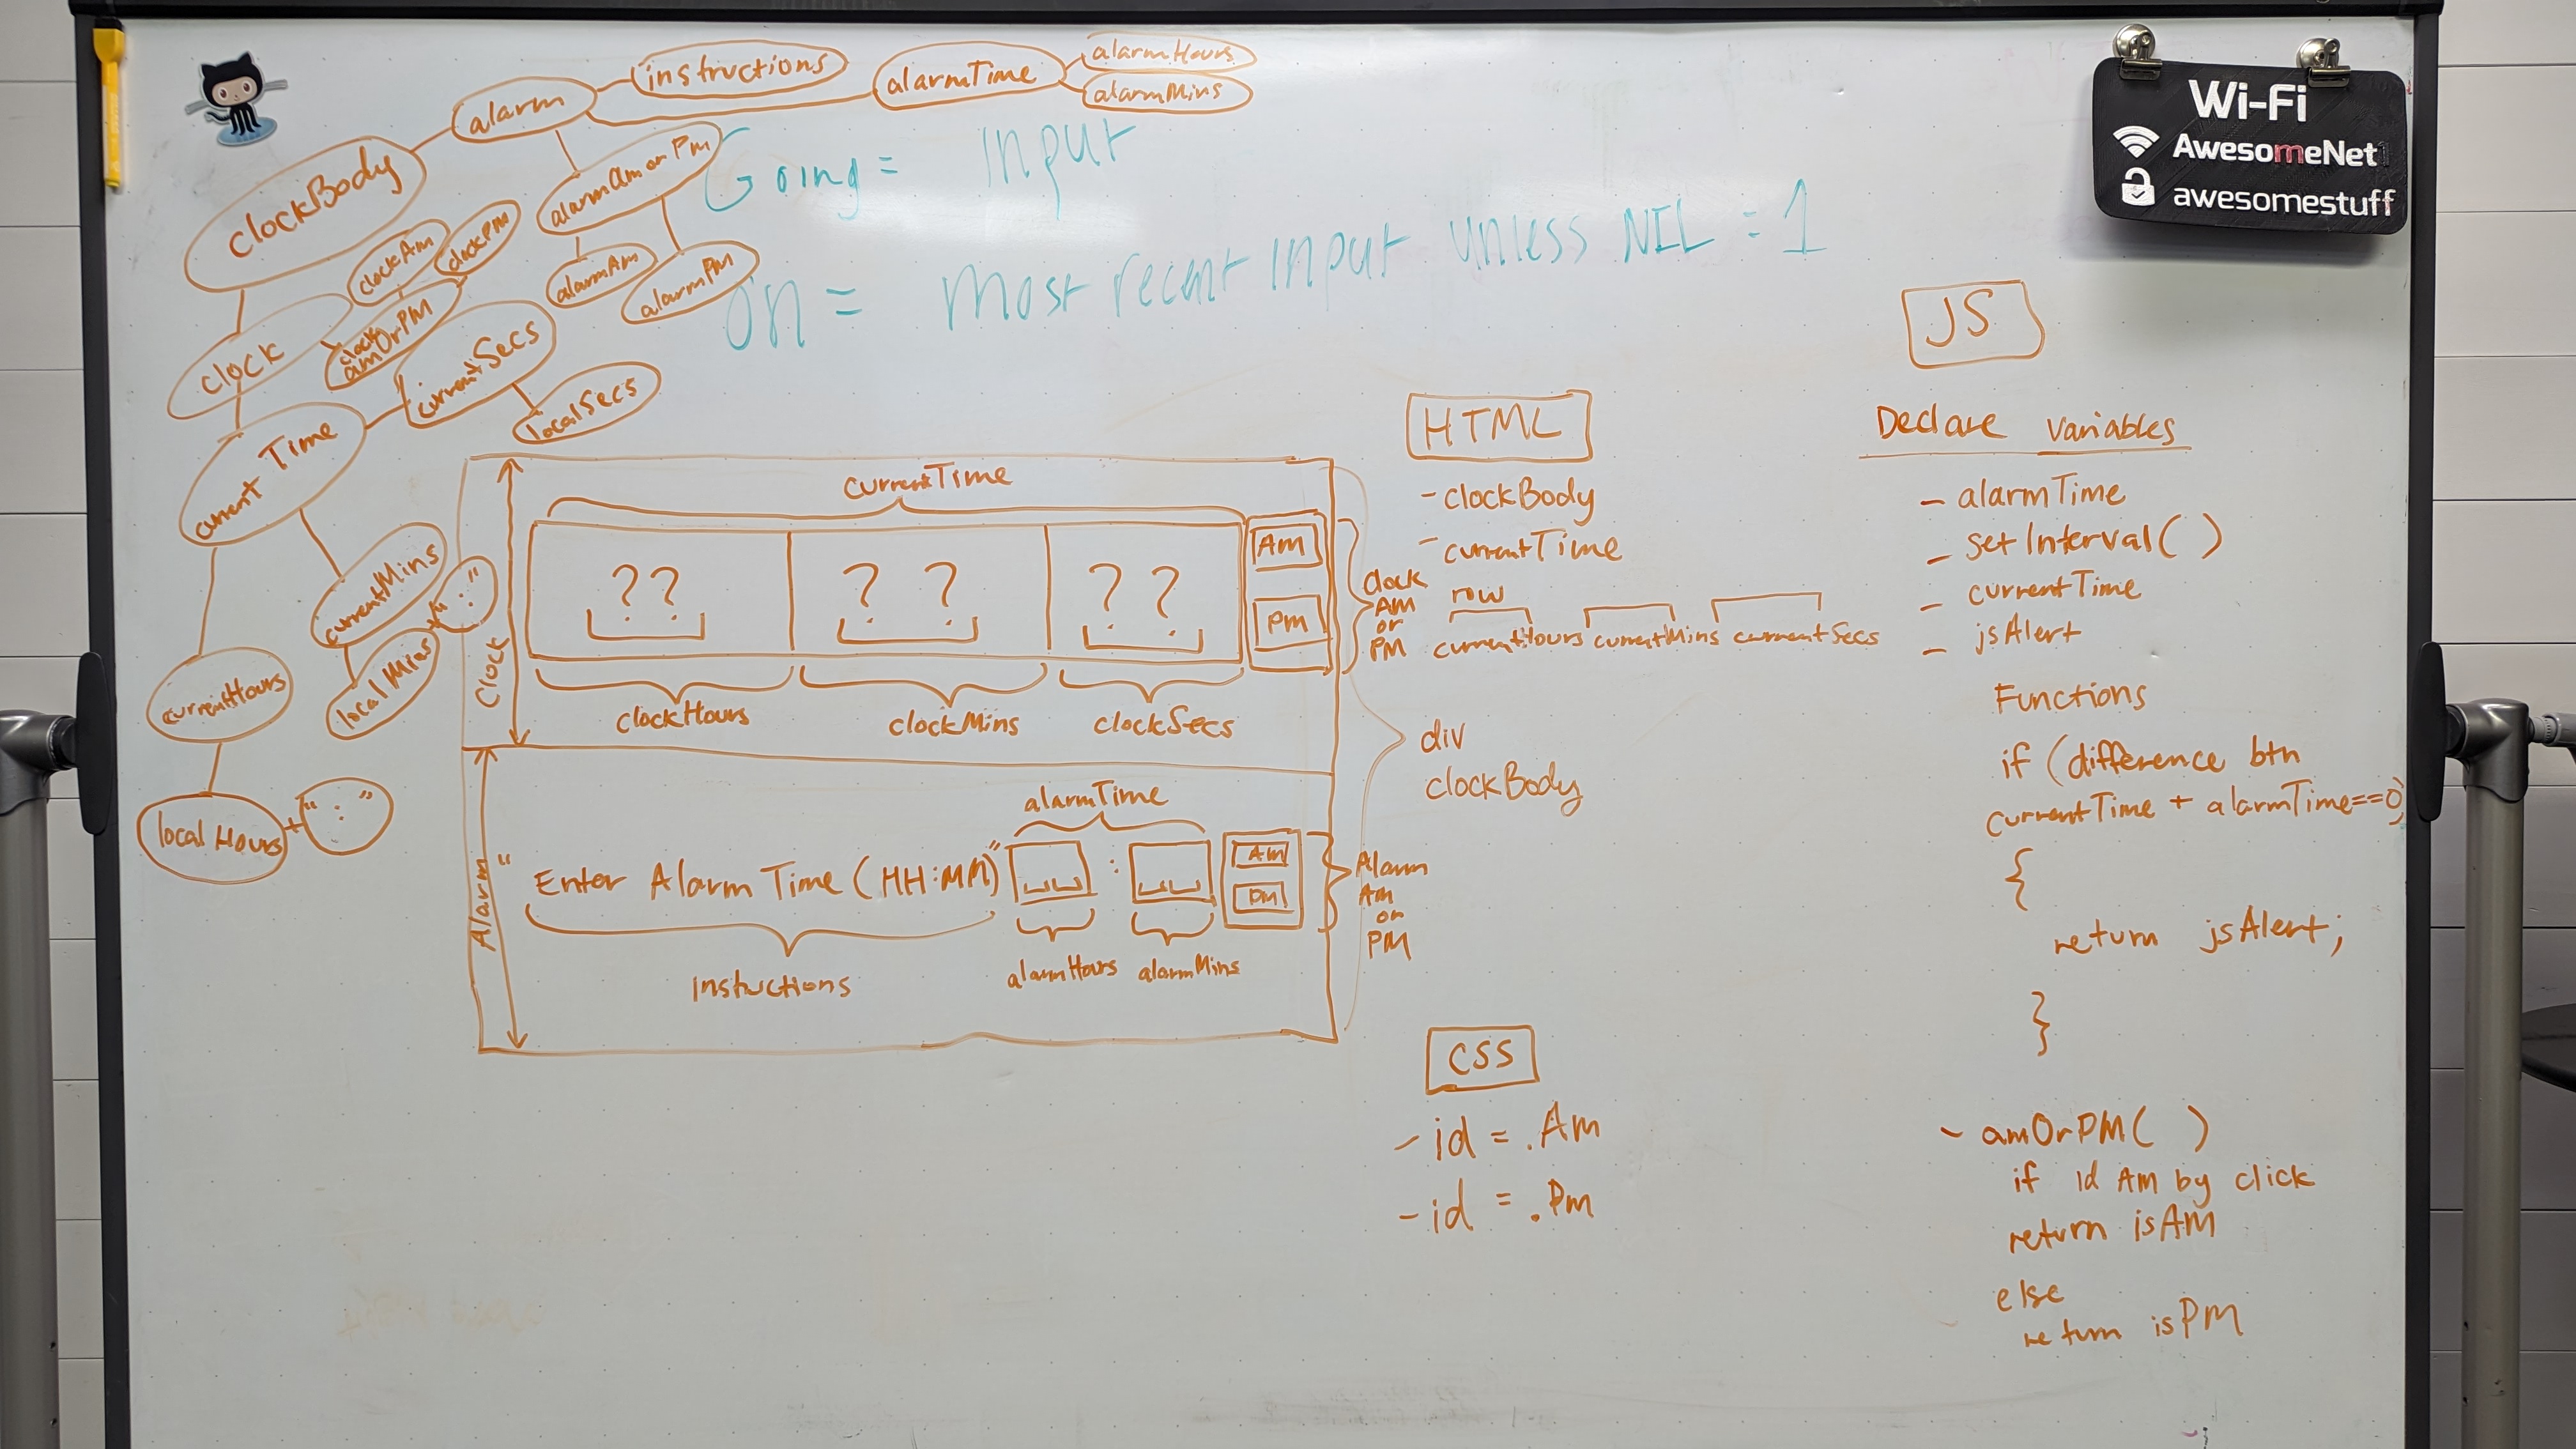 instructions
alarmTime
alarmHours
alarmMins
alarm
clockBody
alarmAmorPm
alarmAm
alarmPM
clockAm
clockPM
clock
amOrPM
clock
currentSecs
localSecs
current Time
currentMins
localMins
+ " : "
currentHours
local Hours + " : "
Going = Input
on = most recent input unless NIL = 1
Wi-Fi
AwesomeNet
awesomestuff
Clock
currentTime
? ?
? ?
? ?
Am
PM
Clock
AM
or
PM
clockHours
clockMins
clockSecs
Alarm
alarmTime
"Enter Alarm Time (HH:MM)"
:
AM
PM
Alarm
Am
or
PM
Instructions
alarmHours
alarmMins
HTML
- clockBody
- currentTime
row
currentHours currentMins currentSecs
div
clockBody
CSS
- id = .Am
- id = .Pm
JS
Declare variables
- alarmTime
- setInterval( )
- currentTime
- jsAlert
Functions
if (difference btn
currentTime + alarmTime==0)
{
return jsAlert;
}
- amOrPM( )
if id AM by click
return isAM
else
return isPM